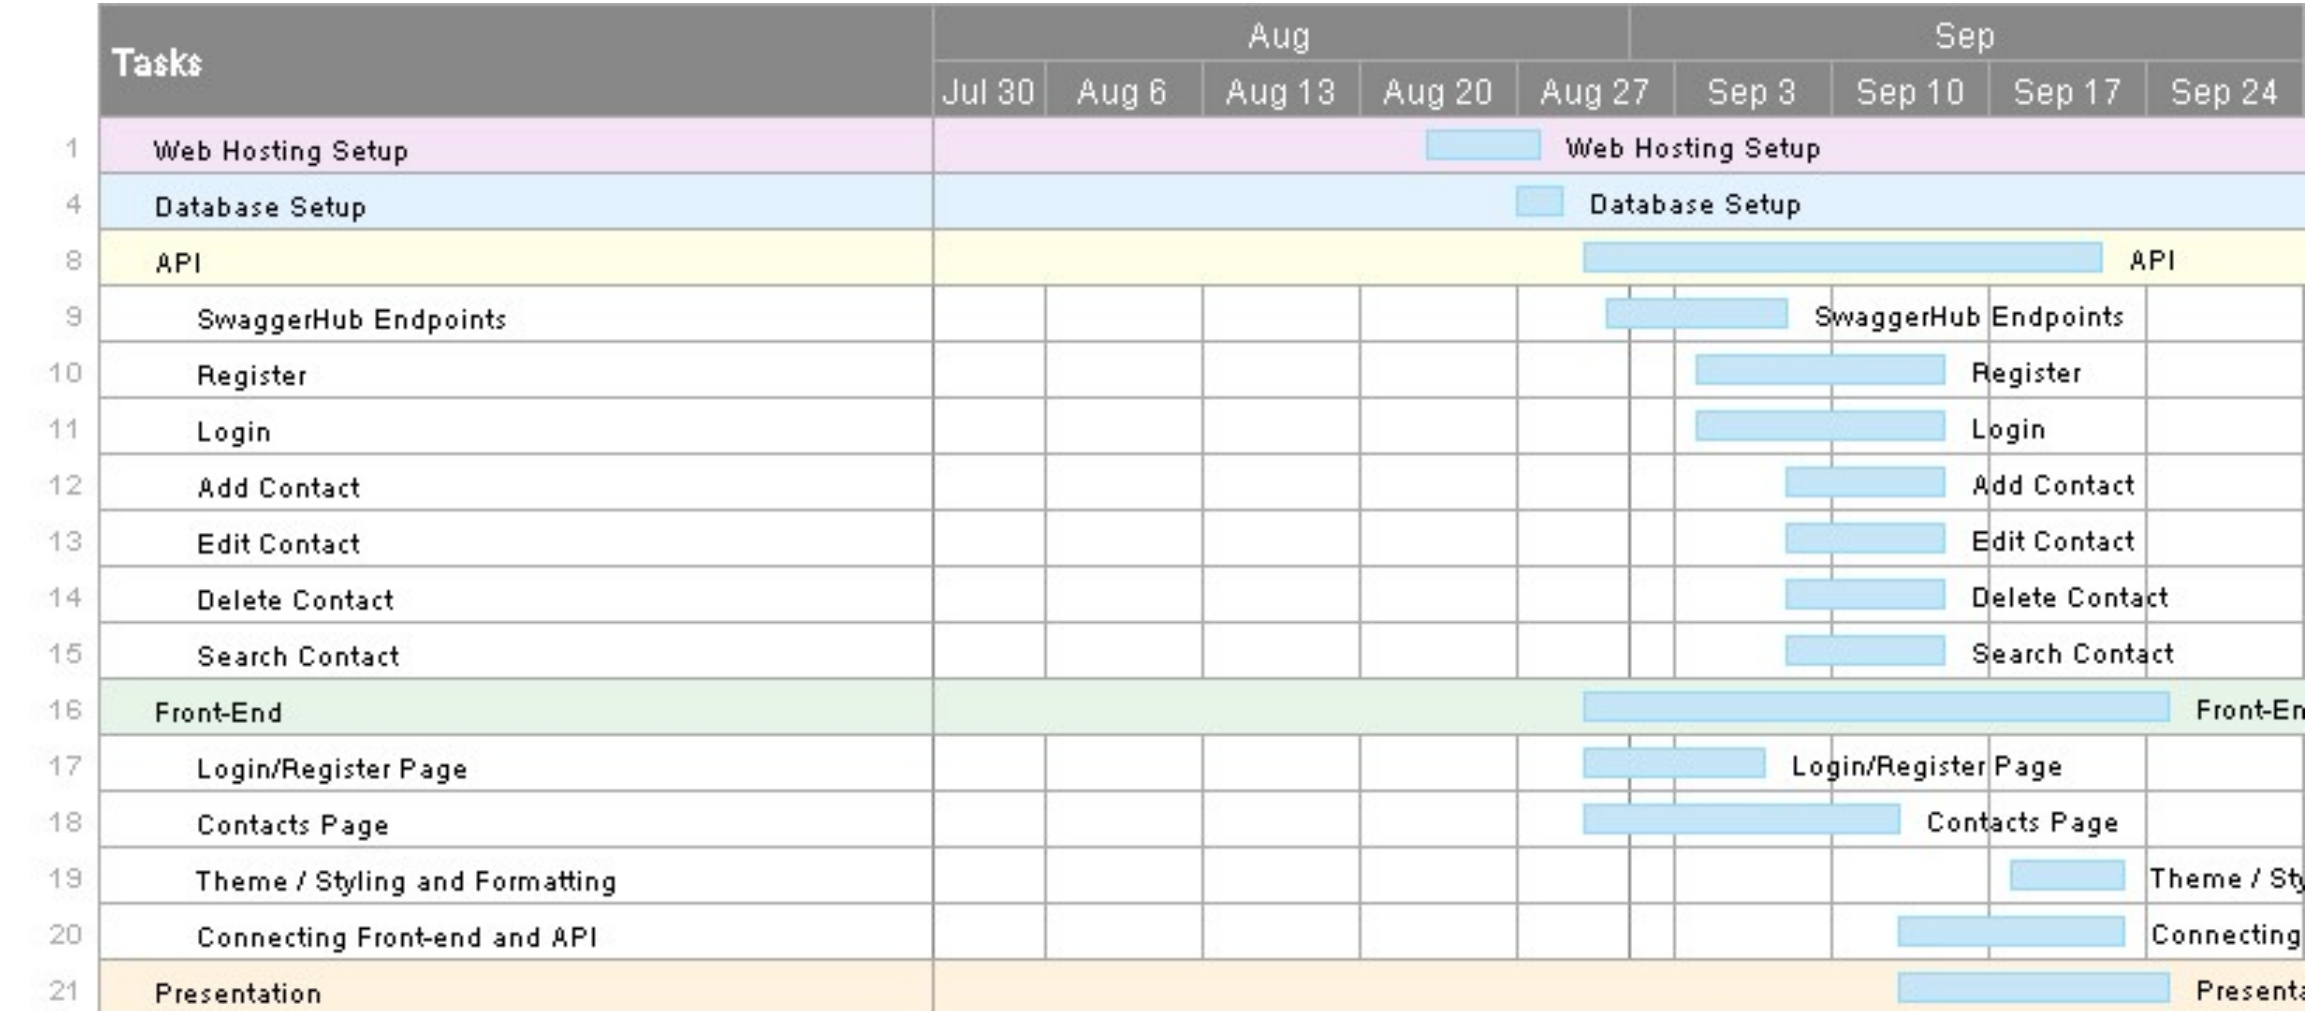 Tasks
Aug Sep
Jul 30 Aug 6 Aug 13 Aug 20 Aug 27 Sep 3 Sep 10 Sep 17 Sep 24
1 Web Hosting Setup Web Hosting Setup
4 Database Setup Database Setup
8 API API
9 SwaggerHub Endpoints SwaggerHub Endpoints
10 Register Register
11 Login Login
12 Add Contact Add Contact
13 Edit Contact Edit Contact
14 Delete Contact Delete Contact
15 Search Contact Search Contact
16 Front-End Front-En
17 Login/Register Page Login/Register Page
18 Contacts Page Contacts Page
19 Theme / Styling and Formatting Theme / Sty
20 Connecting Front-end and API Connecting
21 Presentation Presenta